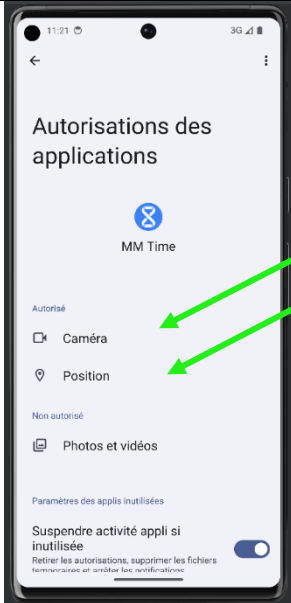 11:21
3G
Autorisations des
applications
MM Time
Autorisé
Caméra
Position
Non autorisé
Photos et vidéos
Paramètres des applis inutilisées
Suspendre activité appli si
inutilisée
Retirer les autorisations, supprimer les fichiers
temporaires et arrêter les notifications